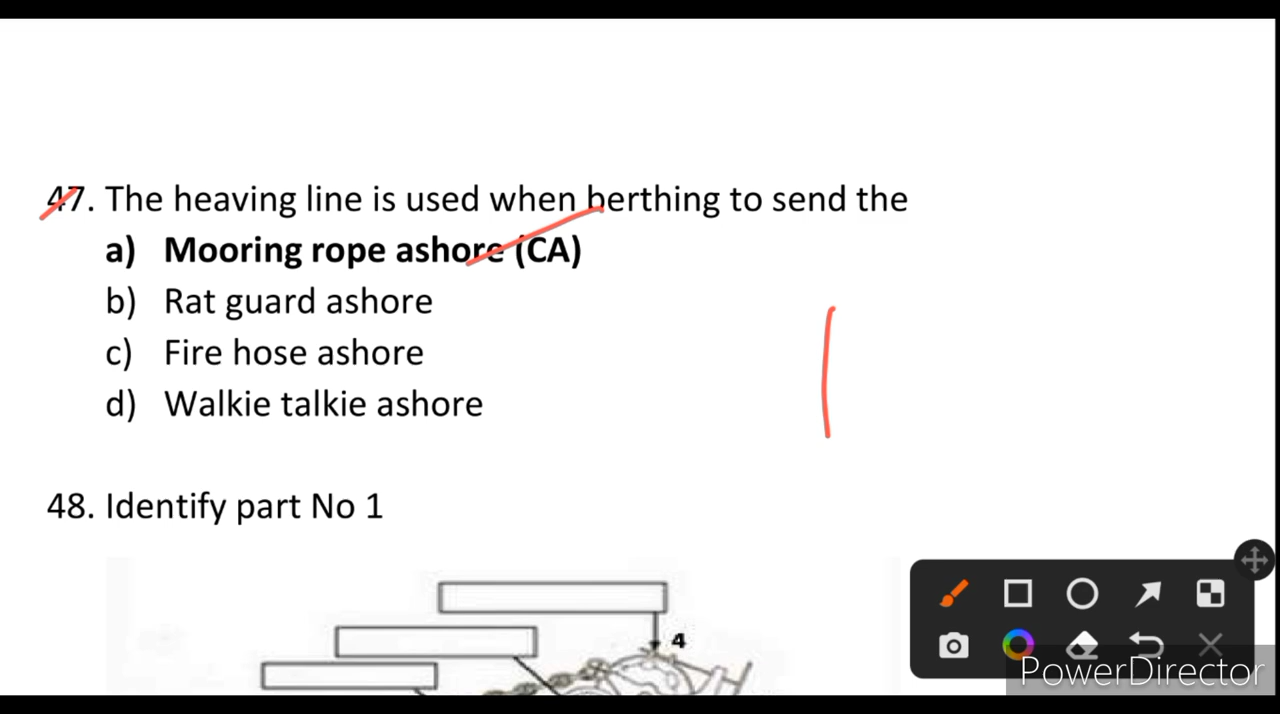 47. The heaving line is used when berthing to send the
a) Mooring rope ashore (CA)
b) Rat guard ashore
c) Fire hose ashore
d) Walkie talkie ashore
48. Identify part No 1
4
PowerDirector